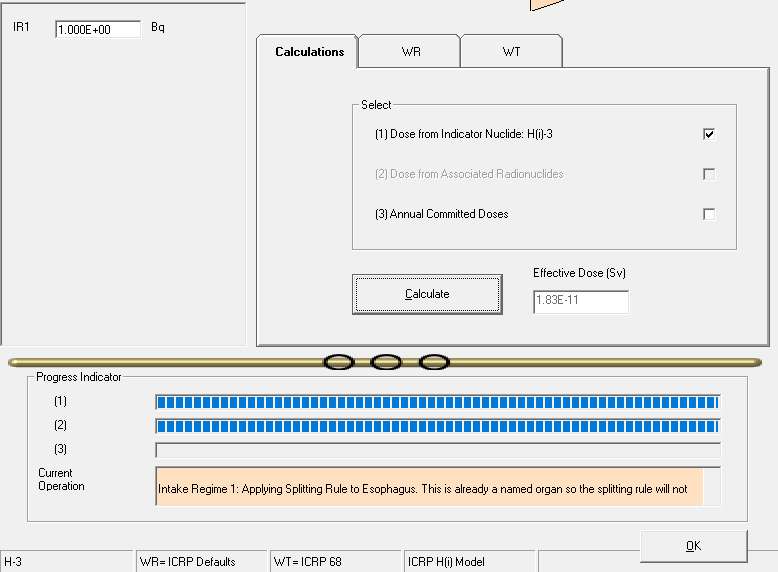 IR1 1.000E+00 Bq
Calculations WR WT
Select
(1) Dose from Indicator Nuclide: H(i)-3
(2) Dose from Associated Radionuclides
(3) Annual Committed Doses
Effective Dose (Sv)
Calculate
1.83E-11
Progress Indicator
(1)
(2)
(3)
Current
Operation
Intake Regime 1: Applying Splitting Rule to Esophagus. This is already a named organ so the splitting rule will not
OK
H-3 WR= ICRP Defaults WT= ICRP 68 ICRP H(i) Model